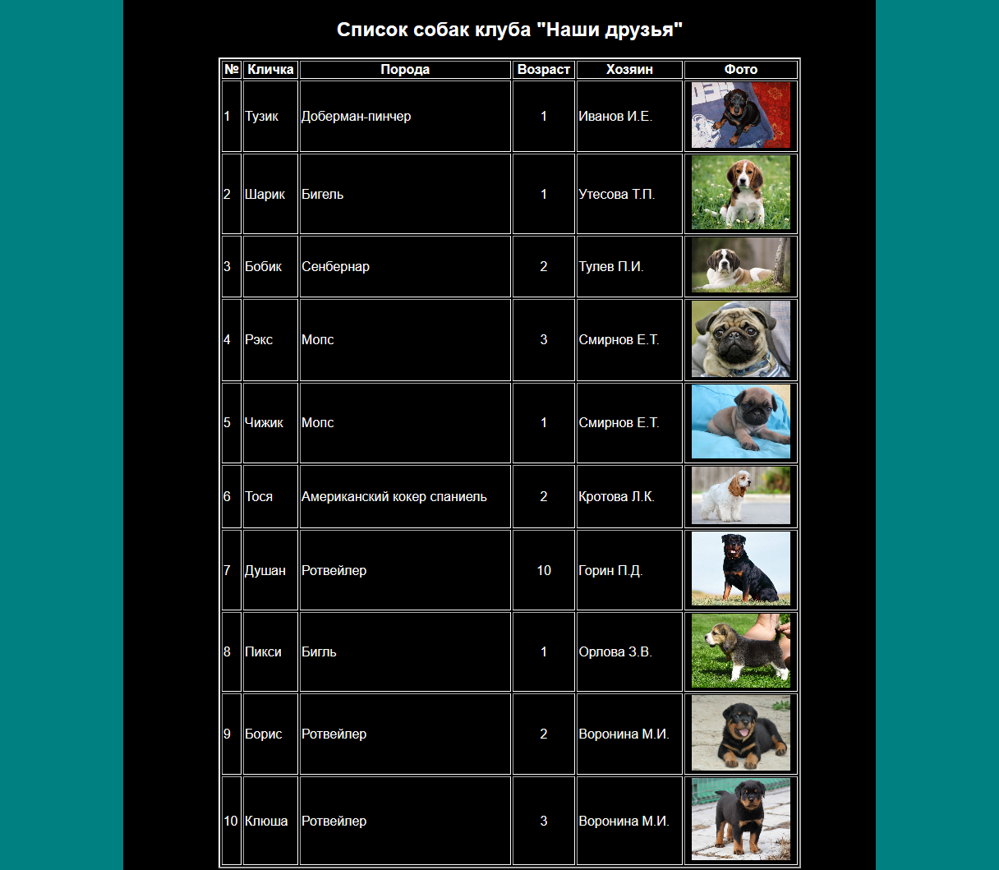 Список собак клуба "Наши друзья"
№ Кличка Порода Возраст Хозяин Фото
1 Тузик Доберман-пинчер 1 Иванов И.Е.
2 Шарик Бигель 1 Утесова Т.П.
3 Бобик Сенбернар 2 Тулев П.И.
4 Рэкс Мопс 3 Смирнов Е.Т.
5 Чижик Мопс 1 Смирнов Е.Т.
6 Тося Американский кокер спаниель 2 Кротова Л.К.
7 Душан Ротвейлер 10 Горин П.Д.
8 Пикси Бигль 1 Орлова З.В.
9 Борис Ротвейлер 2 Воронина М.И.
10 Клюша Ротвейлер 3 Воронина М.И.